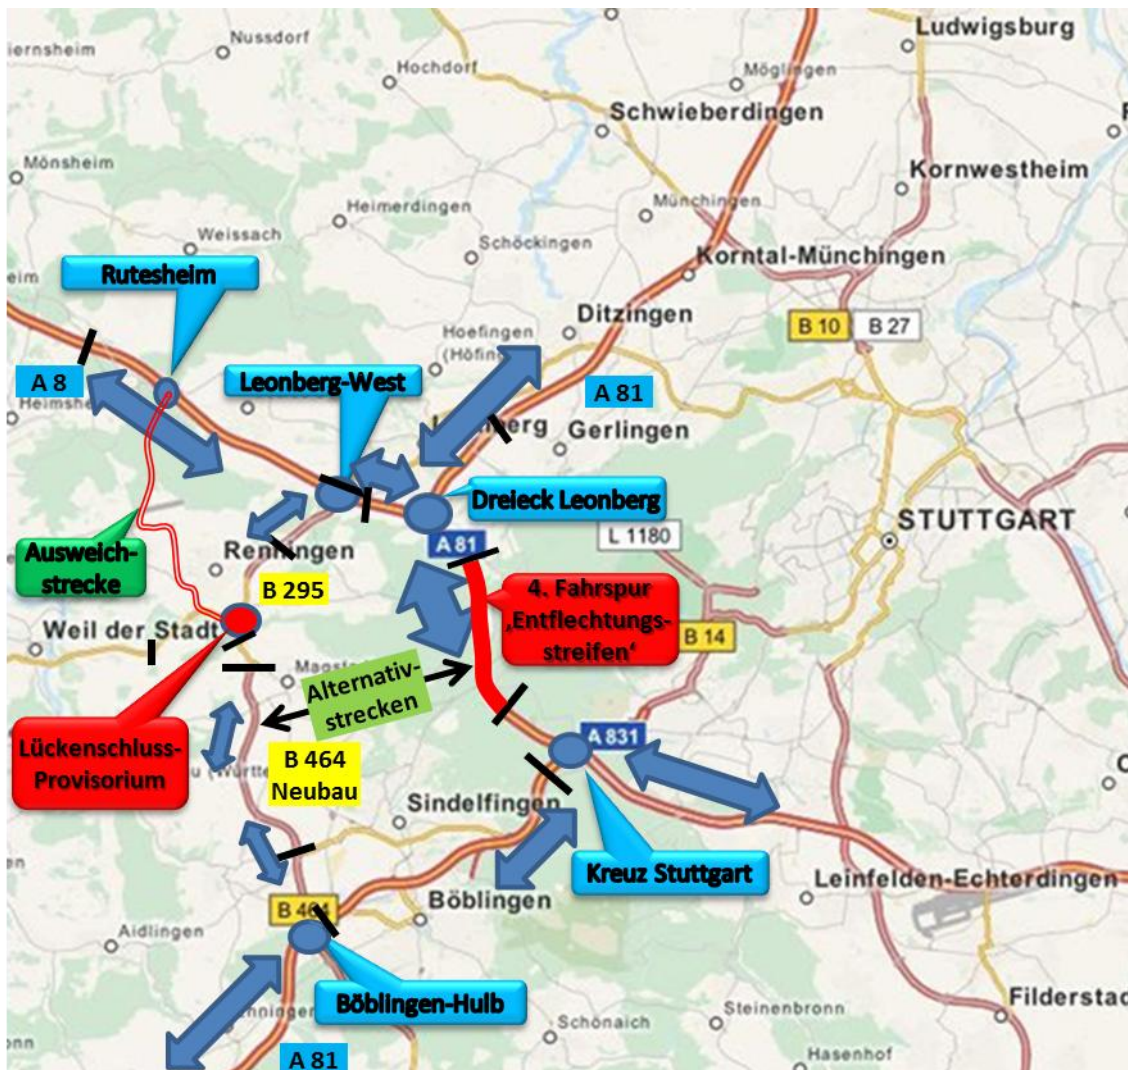 Ludwigsburg
Nussdorf
Hochdorf
Möglingen
Schwieberdingen
Mönsheim
Kornwestheim
Heimerdingen
Münchingen
Weissach
Schöckingen
Korntal-Münchingen
Rutesheim
Ditzingen
B 10
B 27
Hoefingen
Leonberg-West
A 8
A 81
Gerlingen
Dreieck Leonberg
STUTTGART
L 1180
A 81
Ausweich-
strecke
Renningen
B 295
4. Fahrspur
‚Entflechtungs-
streifen‘
Weil der Stadt
B 14
Alternativ-
strecken
Lückenschluss-
Provisorium
A 831
B 464
Neubau
Sindelfingen
Kreuz Stuttgart
Leinfelden-Echterdingen
Böblingen
B 464
Aidlingen
Böblingen-Hulb
Steinenbronn
Schönaich
A 81
Hasenhof